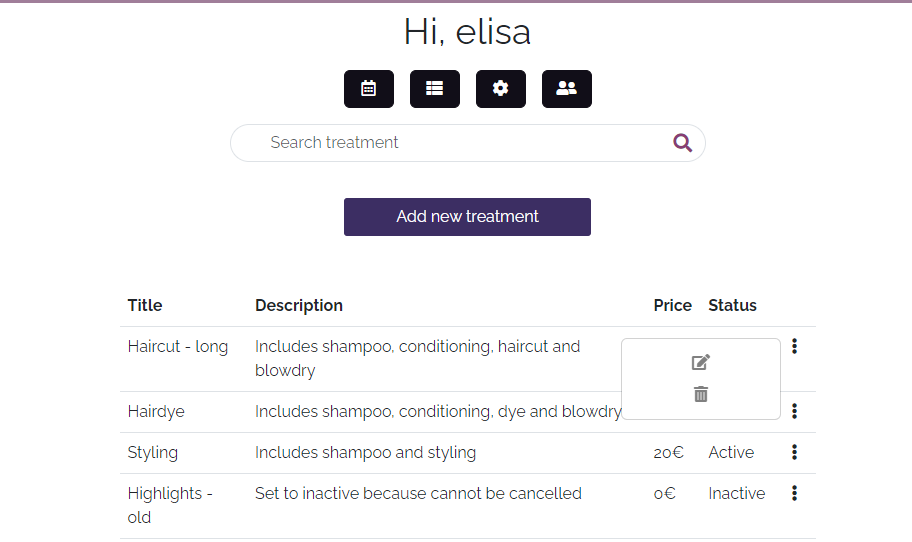 Hi, elisa
Search treatment
Add new treatment
Title Description Price Status
Haircut - long Includes shampoo, conditioning, haircut and
blowdry
Hairdye Includes shampoo, conditioning, dye and blowdry
Styling Includes shampoo and styling 20€ Active
Highlights - Set to inactive because cannot be cancelled 0€ Inactive
old